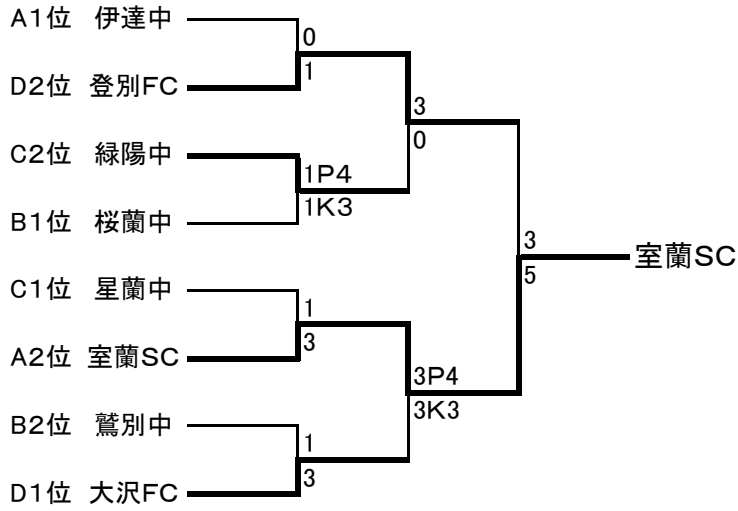 A1位 伊達中
0
D2位 登別FC
1
3
C2位 緑陽中
0
1P4
1K3
B1位 桜蘭中
3
室蘭SC
5
C1位 星蘭中
1
A2位 室蘭SC
3
3P4
3K3
B2位 鷲別中
1
3
D1位 大沢FC